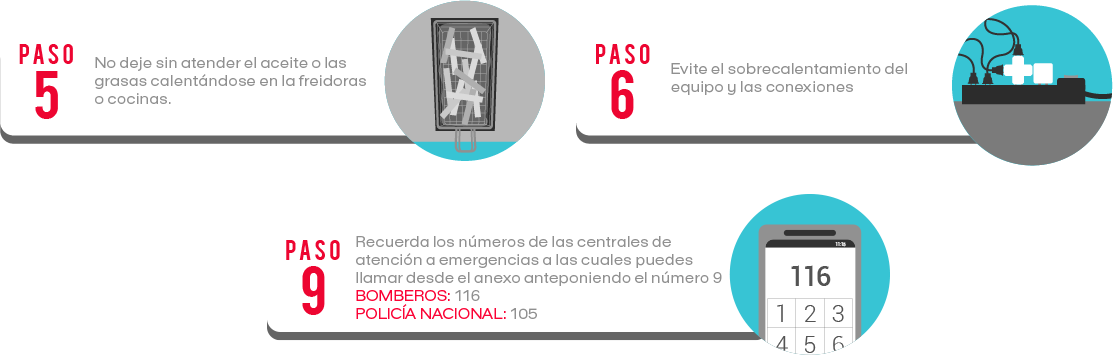 PASO
5
No deje sin atender el aceite o las
grasas calentándose en la freidoras
o cocinas.
PASO
6
Evite el sobrecalentamiento del
equipo y las conexiones
PASO
9
Recuerda los números de las centrales de
atención a emergencias a las cuales puedes
llamar desde el anexo anteponiendo el número 9
BOMBEROS: 116
POLICÍA NACIONAL: 105
11:16
116
1 2 3
4 5 6